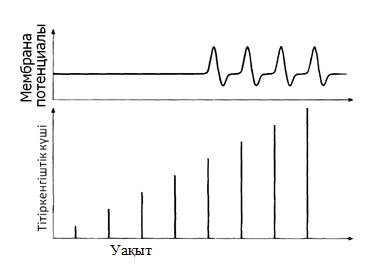 Мембрана
потенциалы
Тітіркенгіштік күші
Уақыт